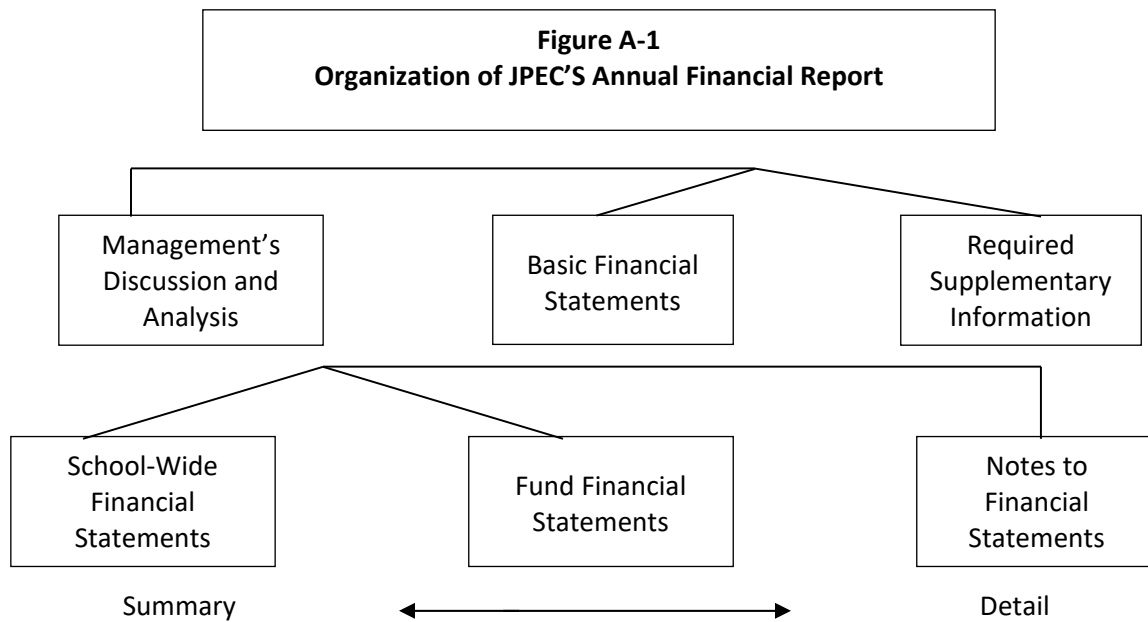 Figure A-1
Organization of JPEC’S Annual Financial Report
Management’s
Discussion and
Analysis
Basic Financial
Statements
Required
Supplementary
Information
School-Wide
Financial
Statements
Fund Financial
Statements
Notes to
Financial
Statements
Summary
Detail